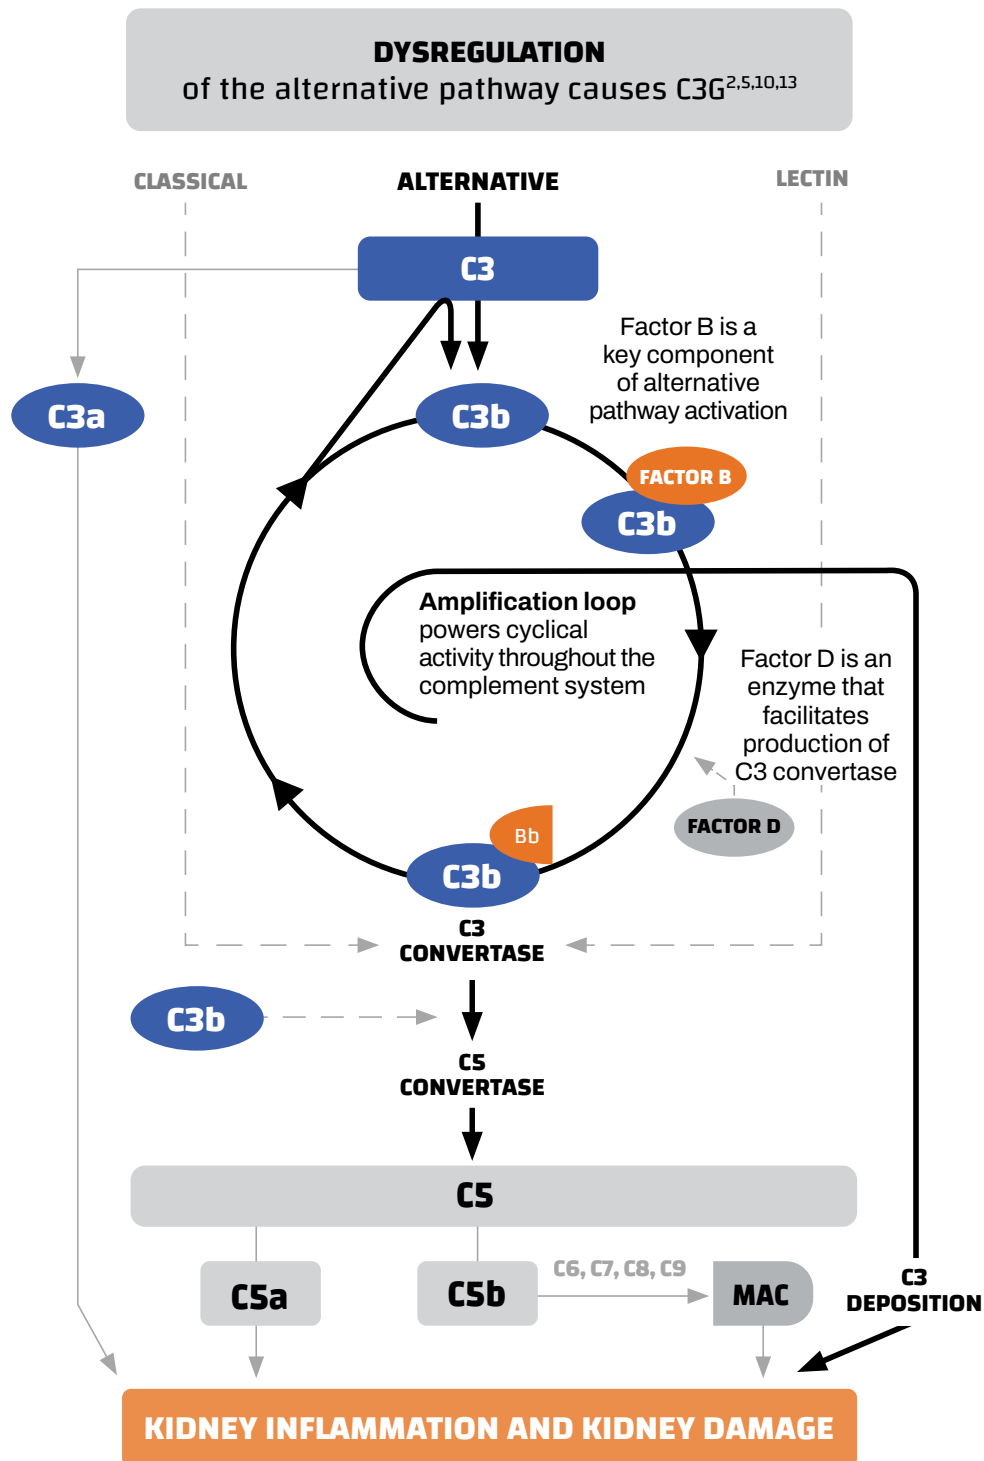 DYSREGULATION
of the alternative pathway causes C3G2,5,10,13
CLASSICAL
ALTERNATIVE
LECTIN
C3
Factor B is a
key component
of alternative
pathway activation
C3a
C3b
FACTOR B
C3b
Amplification loop
powers cyclical
activity throughout the
complement system
Factor D is an
enzyme that
facilitates
production of
C3 convertase
FACTOR D
Bb
C3b
C3
CONVERTASE
C3b
C5
CONVERTASE
C5
C5a
C5b
C6, C7, C8, C9
MAC
C3
DEPOSITION
KIDNEY INFLAMMATION AND KIDNEY DAMAGE